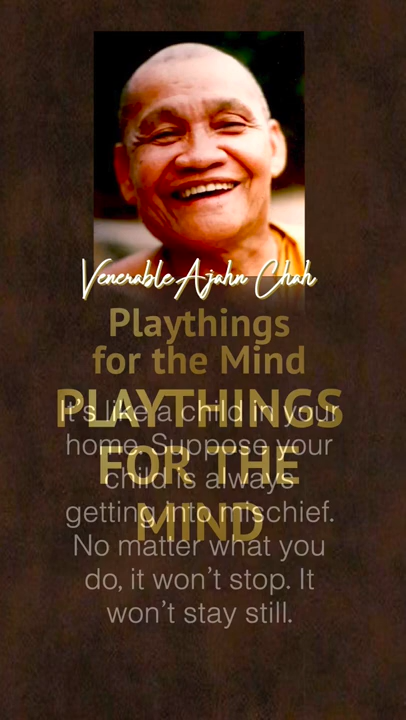 Venerable Ajahn Chah
Playthings
for the Mind
PLAYTHINGS
FOR THE
MIND
It's like a child in your
home. Suppose your
child is always
getting into mischief.
No matter what you
do, it won't stop. It
won't stay still.